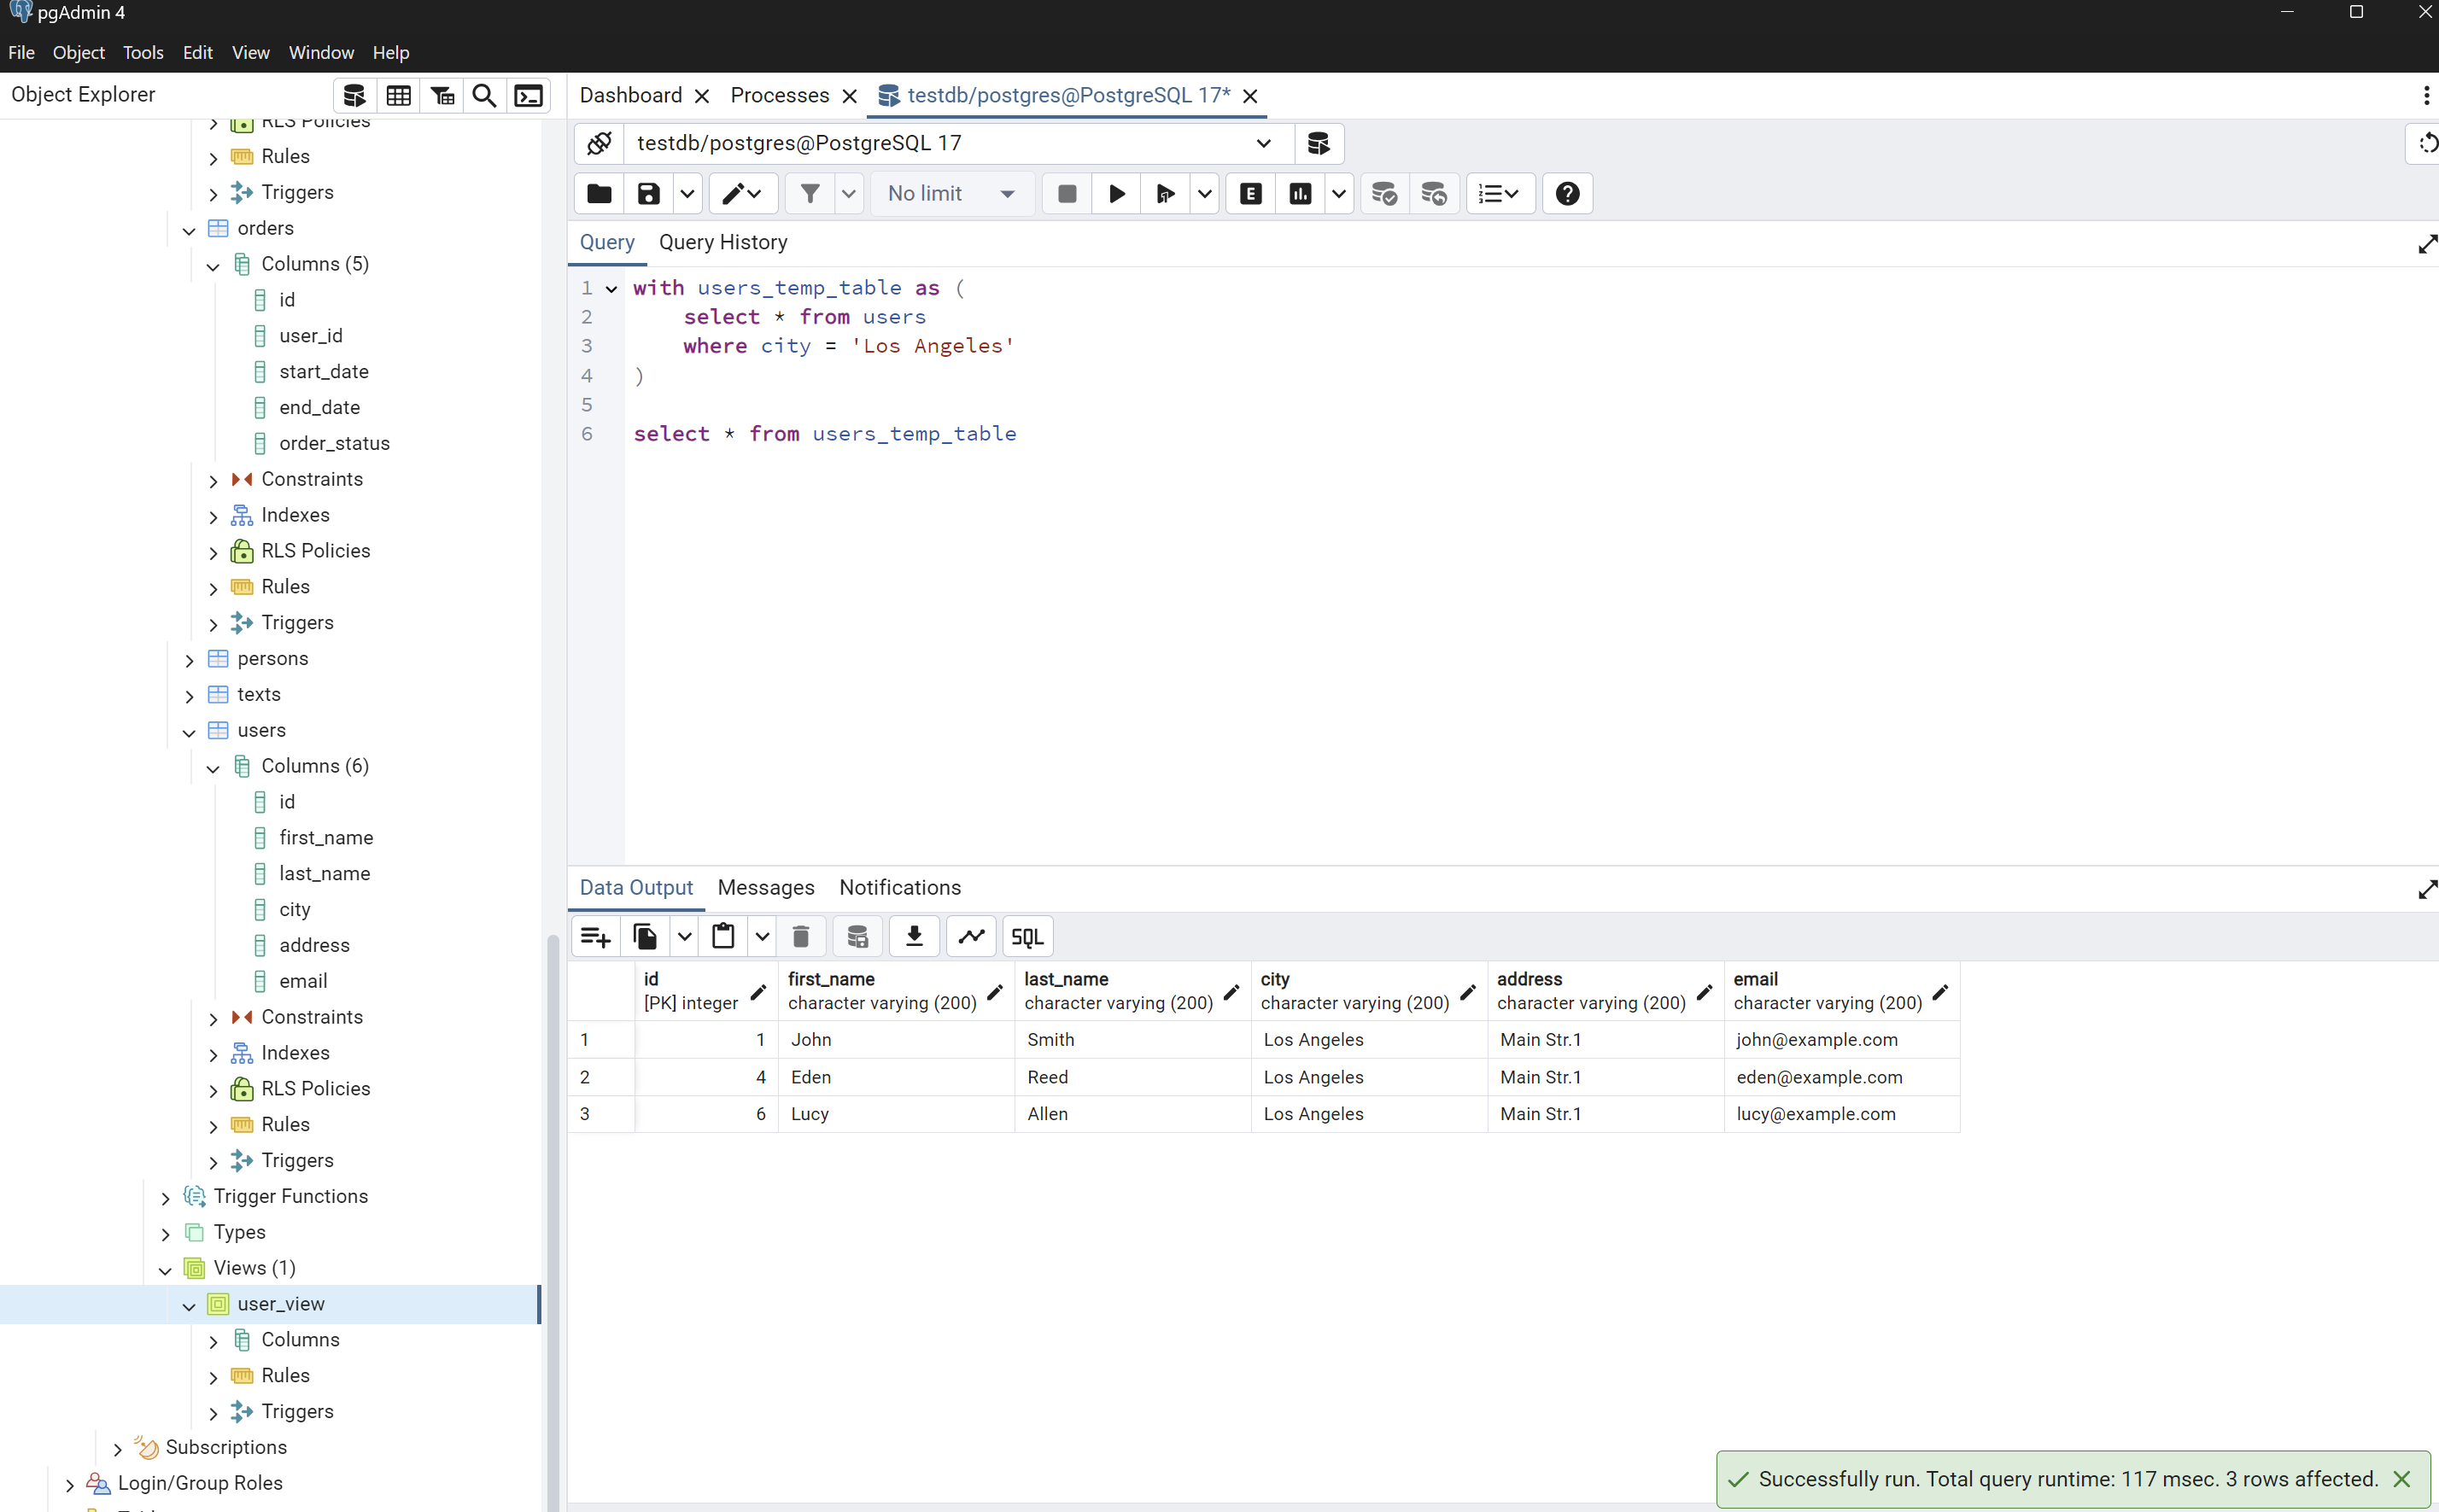 pgAdmin 4
File Object Tools Edit View Window Help
Object Explorer
Dashboard Processes testdb/postgres@PostgreSQL 17*
testdb/postgres@PostgreSQL 17
No limit
E
Query Query History
1 with users_temp_table as (
2 select * from users
3 where city = 'Los Angeles'
4 )
5
6 select * from users_temp_table
RLS Policies
Rules
Triggers
orders
Columns (5)
id
user_id
start_date
end_date
order_status
Constraints
Indexes
RLS Policies
Rules
Triggers
persons
texts
users
Columns (6)
id
first_name
last_name
city
address
email
Constraints
Indexes
RLS Policies
Rules
Triggers
Trigger Functions
Types
Views (1)
user_view
Columns
Rules
Triggers
Subscriptions
Login/Group Roles
Data Output Messages Notifications
SQL
id first_name last_name city address email
[PK] integer character varying (200) character varying (200) character varying (200) character varying (200) character varying (200)
1 1 John Smith Los Angeles Main Str.1 john@example.com
2 4 Eden Reed Los Angeles Main Str.1 eden@example.com
3 6 Lucy Allen Los Angeles Main Str.1 lucy@example.com
Successfully run. Total query runtime: 117 msec. 3 rows affected.